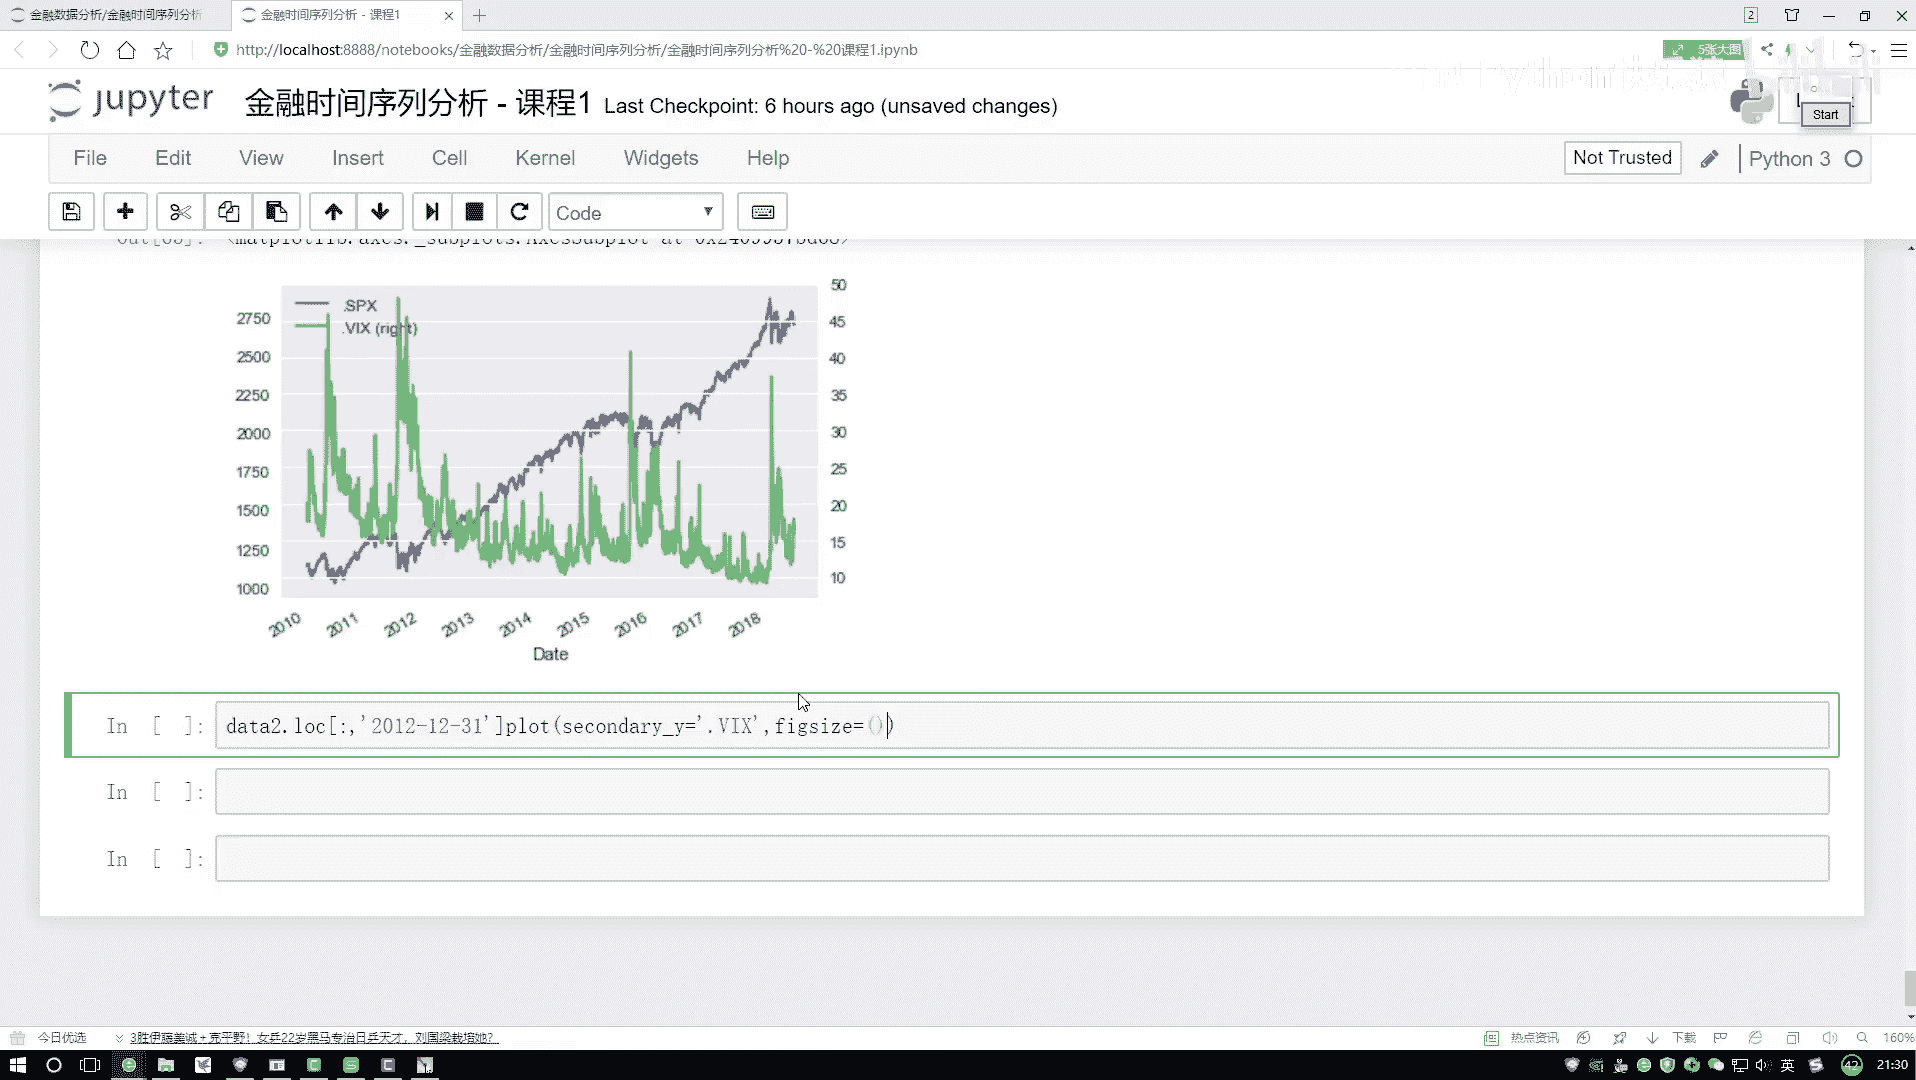 金融数据分析/金融时间序列分析
金融时间序列分析 - 课程1
2
http://localhost:8888/notebooks/金融数据分析/金融时间序列分析/金融时间序列分析%20-%20课程1.ipynb
5张大图
jupyter
金融时间序列分析 - 课程1 Last Checkpoint: 6 hours ago (unsaved changes)
Start
File Edit View Insert Cell Kernel Widgets Help
Not Trusted
Python 3
Code
.SPX
.VIX (right)
2750
2500
2250
2000
1750
1500
1250
1000
50
45
40
35
30
25
20
15
10
2010 2011 2012 2013 2014 2015 2016 2017 2018
Date
In [ ]: data2.loc[:,'2012-12-31']plot(secondary_y='.VIX',figsize=())
In [ ]:
In [ ]:
今日优选
3胜伊藤美诚+克平野！女乒22岁黑马专治日乒天才，刘国梁栽培她?
热点资讯
下载
160%
英
42
21:30